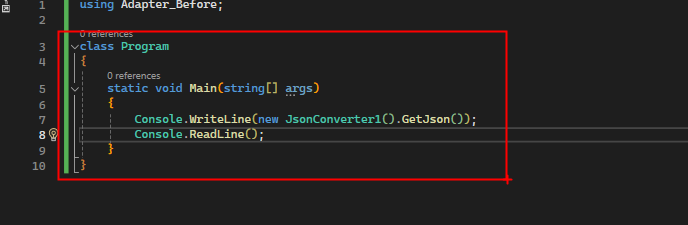 1 using Adapter_Before;
2
0 references
3 class Program
4 {
0 references
5 static void Main(string[] args)
6 {
7 Console.WriteLine(new JsonConverter1().GetJson());
8 Console.ReadLine();
9 }
10 }